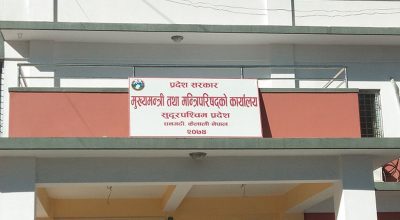 प्रदेश सरकार
मुख्यमन्त्री तथा मन्त्रिपरिषद्को कार्यालय
सुदूरपश्चिम प्रदेश
धनगढी, कैलाली नेपाल
२०७४